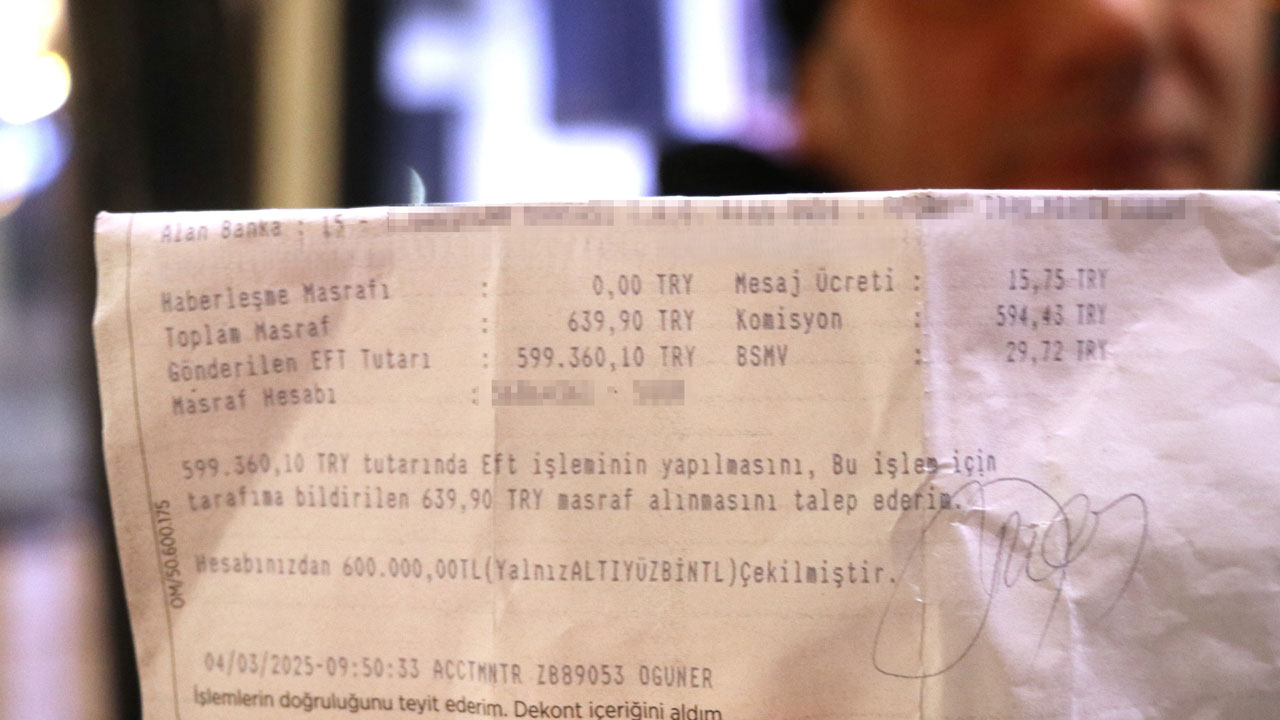 Alan Banka : 15 -
Haberleşme Masrafı : 0,00 TRY Mesaj Ücreti : 15,75 TRY
Toplam Masraf : 639,90 TRY Komisyon : 594,43 TRY
Gönderilen EFT Tutarı : 599.360,10 TRY BSMV : 29,72 TRY
Masraf Hesabı :
599.360,10 TRY tutarında Eft işleminin yapılmasını, Bu işlem için
tarafıma bildirilen 639,90 TRY masraf alınmasını talep ederim.
Hesabınızdan 600.000,00TL(YalnızALTIYÜZBİNTL)Çekilmiştir.
04/03/2025-09:50:33 ACCTMNTR ZB89053 OGUNER
İşlemlerin doğruluğunu teyit ederim. Dekont içeriğini aldım
OM/50.600.175